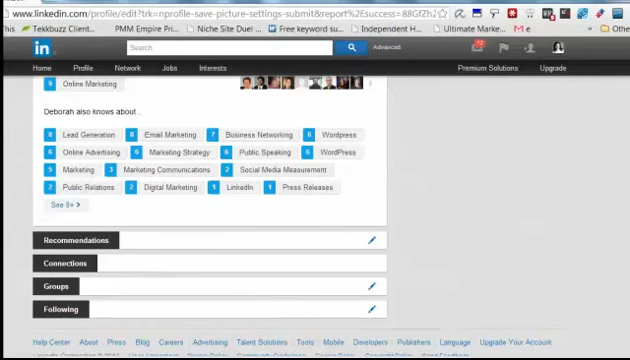 www.linkedin.com/profile/edit?trk=nprofile-save-picture-settings-submit&report%2Esuccess=88GfZh2
This Tekkbuzz Client PMM Empire Pri Niche Site Duel Free keyword su Independent H Ultimate Marke M e Othe
in Search Advanced
Home Profile Network Jobs Interests Premium Solutions Upgrade
9 Online Marketing
Deborah also knows about...
8 Lead Generation 8 Email Marketing 7 Business Networking 6 Wordpress
6 Online Advertising 6 Marketing Strategy 6 Public Speaking 6 WordPress
5 Marketing 3 Marketing Communications 2 Social Media Measurement
2 Public Relations 2 Digital Marketing 1 LinkedIn 1 Press Releases
See 8+ >
Recommendations
Connections
Groups
Following
Help Center About Press Blog Careers Advertising Talent Solutions Tools Mobile Developers Publishers Language Upgrade Your Account